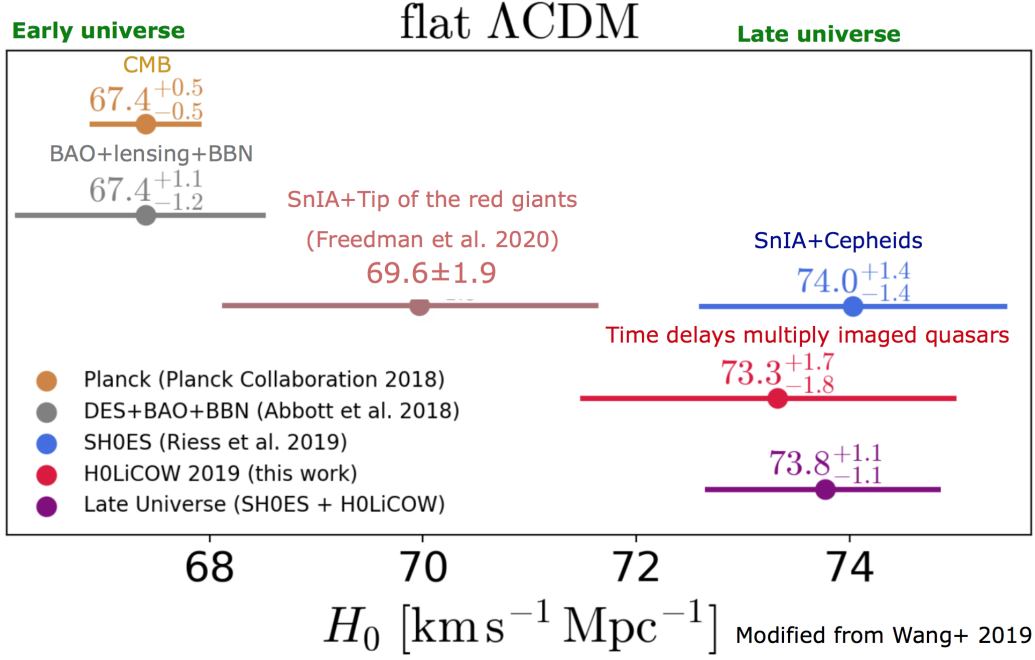 flat ΛCDM
Early universe
Late universe
CMB
67.4+0.5−0.5
BAO+lensing+BBN
67.4+1.1−1.2
SnIA+Tip of the red giants
(Freedman et al. 2020)
69.6±1.9
SnIA+Cepheids
74.0+1.4−1.4
Time delays multiply imaged quasars
73.3+1.7−1.8
73.8+1.1−1.1
Planck (Planck Collaboration 2018)
DES+BAO+BBN (Abbott et al. 2018)
SH0ES (Riess et al. 2019)
H0LiCOW 2019 (this work)
Late Universe (SH0ES + H0LiCOW)
68 70 72 74
H0 [km s−1 Mpc−1]
Modified from Wang+ 2019